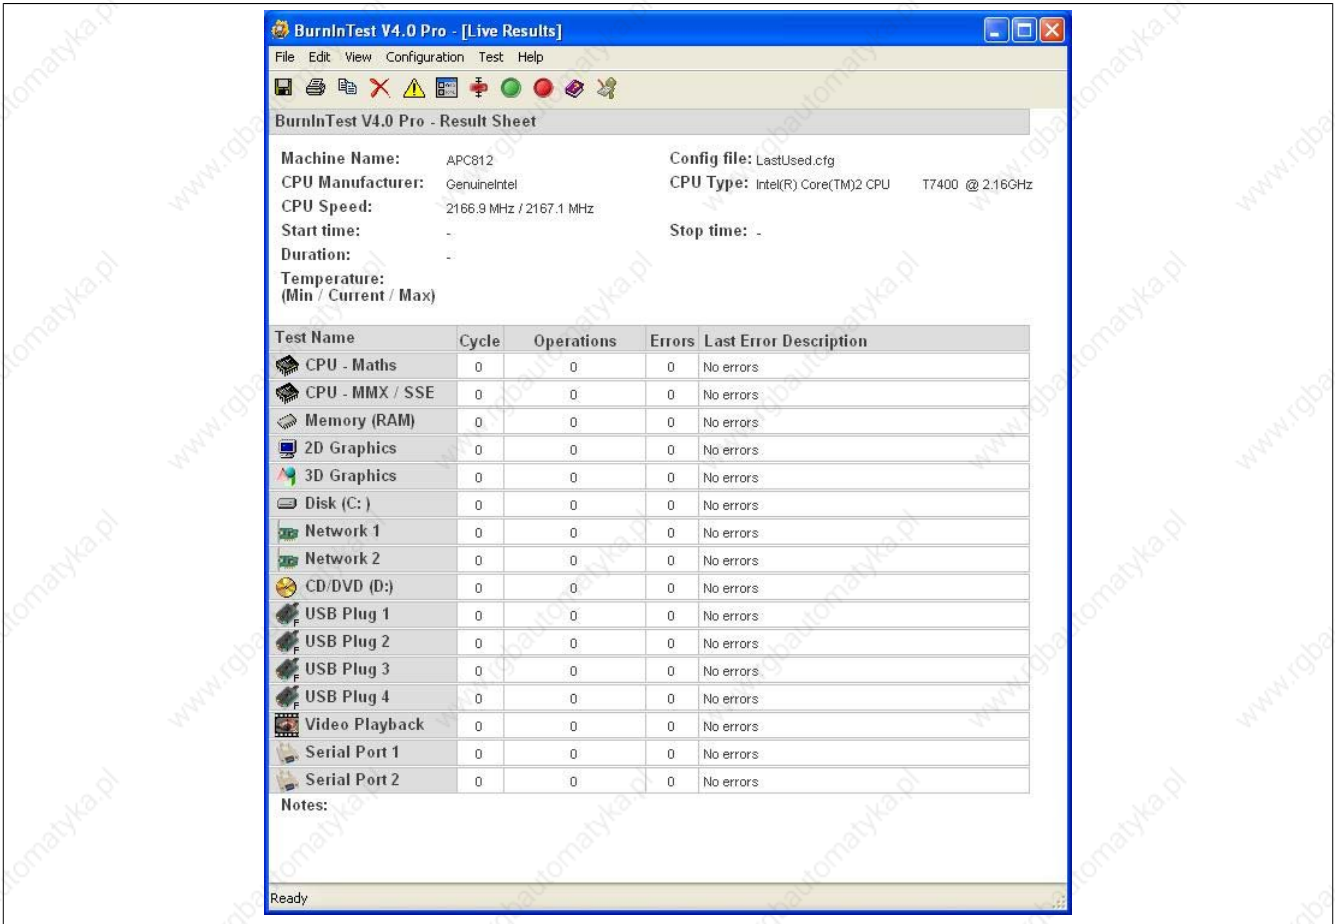 BurnInTest V4.0 Pro - [Live Results]
File Edit View Configuration Test Help
BurnInTest V4.0 Pro - Result Sheet
Machine Name: APC812 Config file: LastUsed.cfg
CPU Manufacturer: GenuineIntel CPU Type: Intel(R) Core(TM)2 CPU T7400 @ 2.16GHz
CPU Speed: 2166.9 MHz / 2167.1 MHz
Start time: - Stop time: -
Duration: -
Temperature:
(Min / Current / Max)
Test Name Cycle Operations Errors Last Error Description
CPU - Maths 0 0 0 No errors
CPU - MMX / SSE 0 0 0 No errors
Memory (RAM) 0 0 0 No errors
2D Graphics 0 0 0 No errors
3D Graphics 0 0 0 No errors
Disk (C: ) 0 0 0 No errors
Network 1 0 0 0 No errors
Network 2 0 0 0 No errors
CD/DVD (D:) 0 0 0 No errors
USB Plug 1 0 0 0 No errors
USB Plug 2 0 0 0 No errors
USB Plug 3 0 0 0 No errors
USB Plug 4 0 0 0 No errors
Video Playback 0 0 0 No errors
Serial Port 1 0 0 0 No errors
Serial Port 2 0 0 0 No errors
Notes:
Ready
www.rgbautomatyka.pl